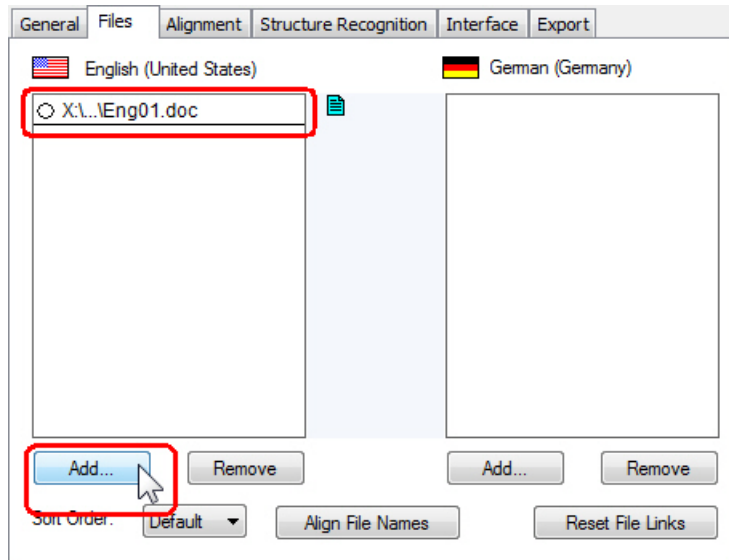 General Files Alignment Structure Recognition Interface Export
English (United States) German (Germany)
X:\...\Eng01.doc
Add... Remove Add... Remove
Sort Order: Default Align File Names Reset File Links